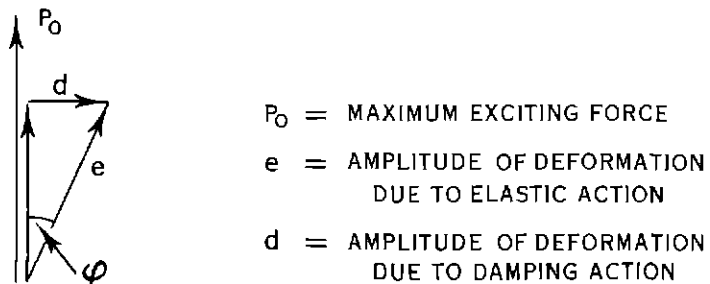 P₀
d
e
φ
P₀ = MAXIMUM EXCITING FORCE
e = AMPLITUDE OF DEFORMATION
DUE TO ELASTIC ACTION
d = AMPLITUDE OF DEFORMATION
DUE TO DAMPING ACTION